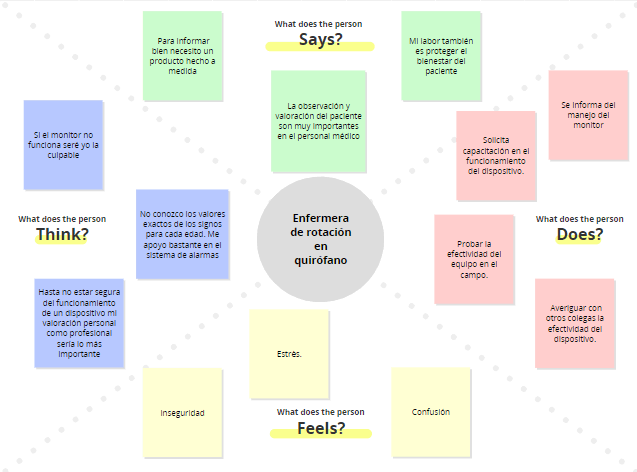 What does the person
Says?
Para informar
bien necesito un
producto hecho a
medida
La observación y
valoración del paciente
son muy importantes
en el personal médico
Mi labor también
es proteger el
bienestar del
paciente
What does the person
Think?
Si el monitor no
funciona seré yo la
culpable
No conozco los valores
exactos de los signos
para cada edad. Me
apoyo bastante en el
sistema de alarmas
Hasta no estar segura
del funcionamiento
de un dispositivo mi
valoración personal
como profesional
sería lo más
importante
Enfermera
de rotación
en
quirófano
What does the person
Does?
Se informa del
manejo del
monitor
Solicita
capacitación en el
funcionamiento
del dispositivo.
Probar la
efectividad del
equipo en el
campo.
Averiguar con
otros colegas la
efectividad del
dispositivo.
What does the person
Feels?
Estrés.
Inseguridad
Confusión